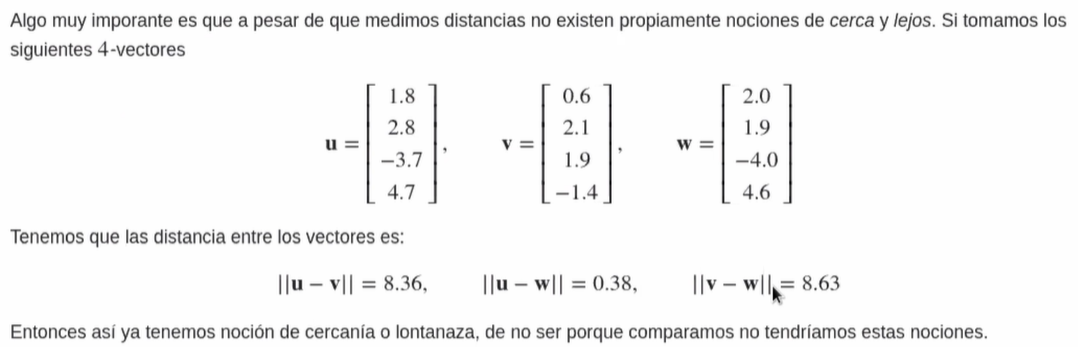 Algo muy imporante es que a pesar de que medimos distancias no existen propiamente nociones de cerca y lejos. Si tomamos los
siguientes 4-vectores
u = [1.8 2.8 −3.7 4.7], v = [0.6 2.1 1.9 −1.4], w = [2.0 1.9 −4.0 4.6]
Tenemos que las distancia entre los vectores es:
||u − v|| = 8.36, ||u − w|| = 0.38, ||v − w|| = 8.63
Entonces así ya tenemos noción de cercanía o lontanaza, de no ser porque comparamos no tendríamos estas nociones.